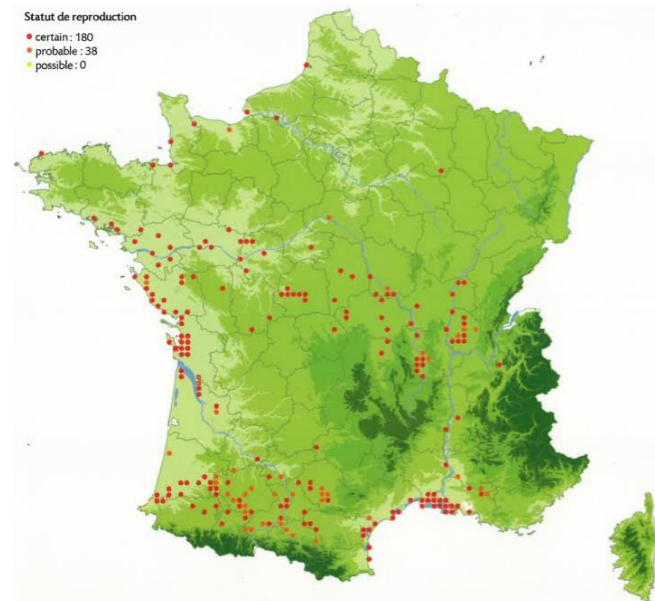 Statut de reproduction
certain : 180
probable : 38
possible : 0